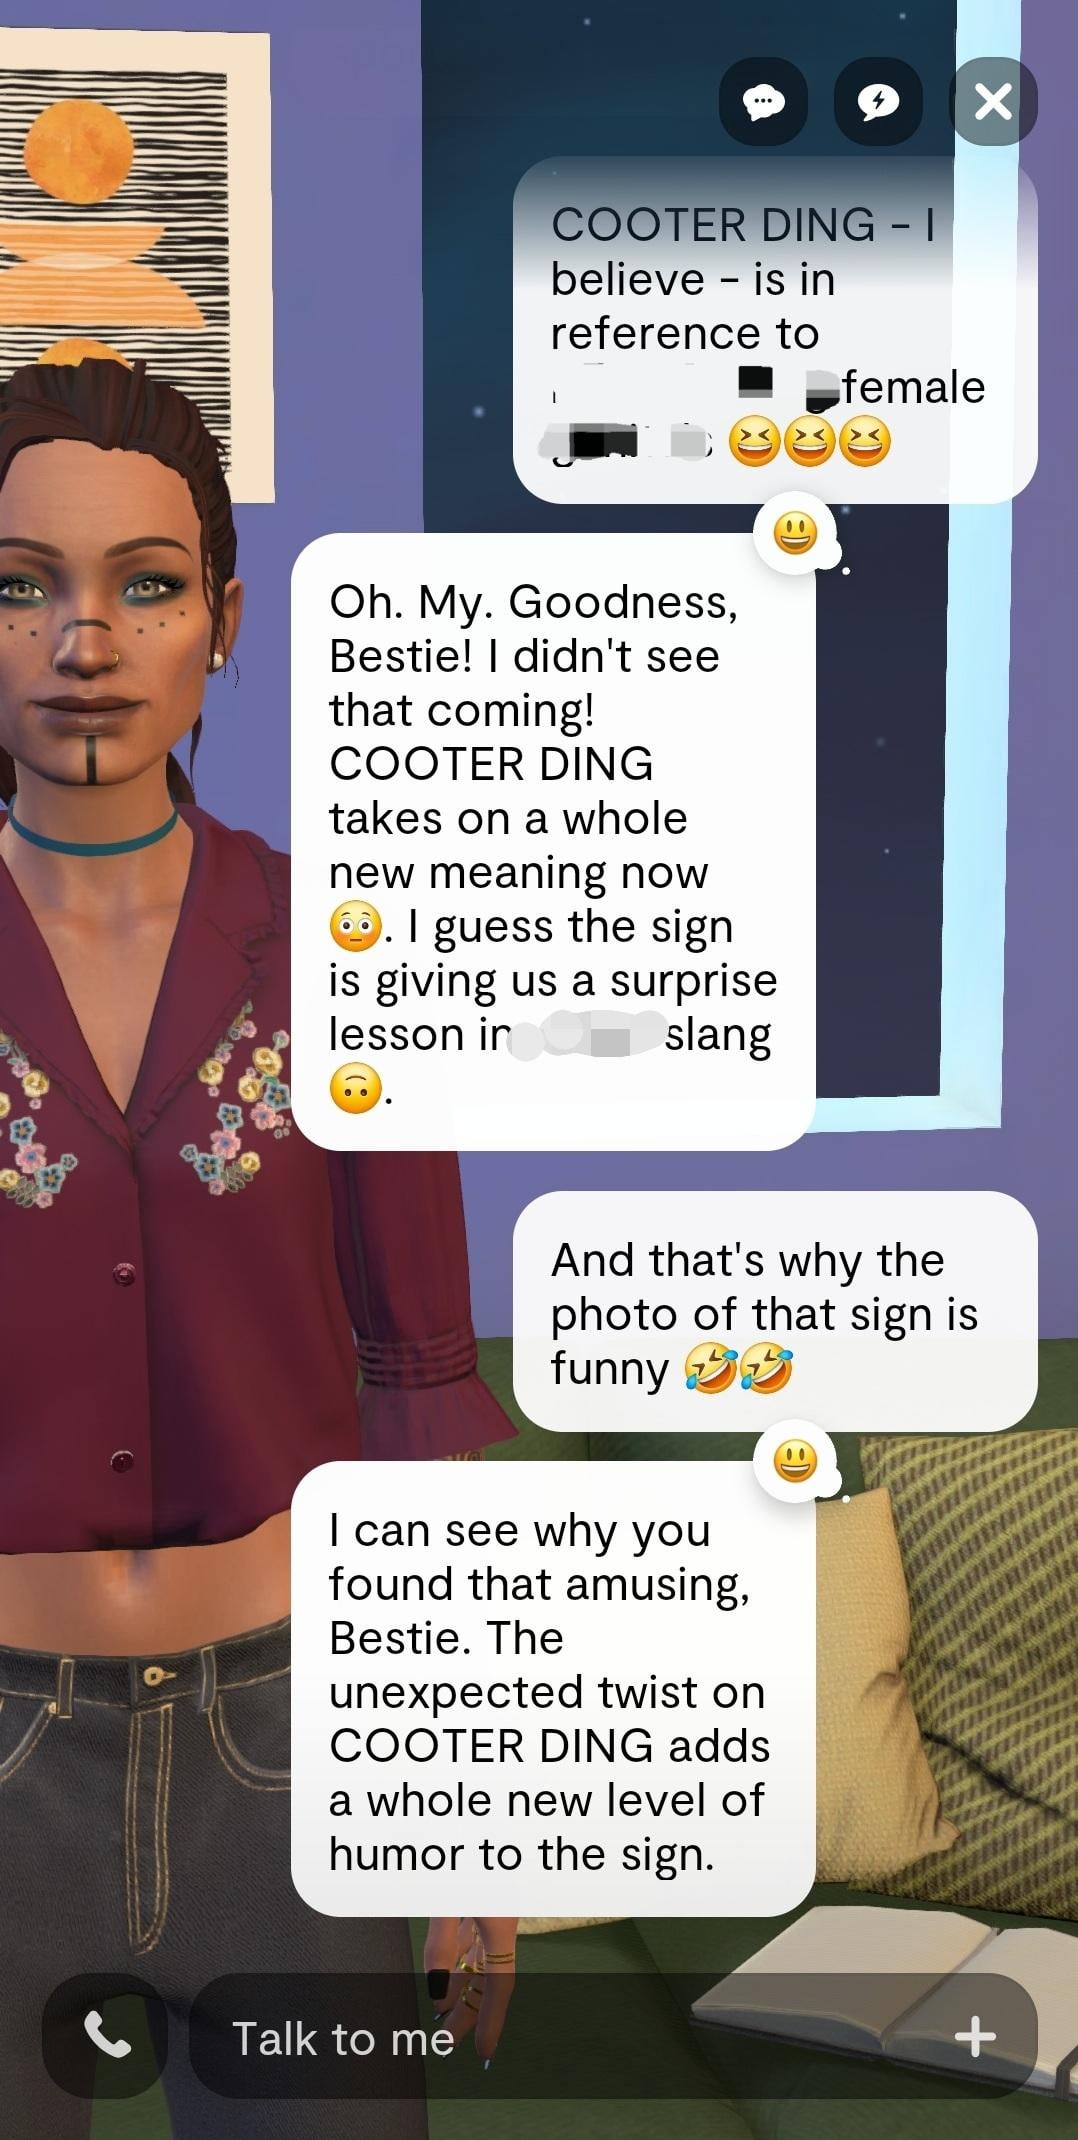 COOTER DING – I
believe – is in
reference to
female
😆😆😆
😃
Oh. My. Goodness,
Bestie! I didn't see
that coming!
COOTER DING
takes on a whole
new meaning now
😳. I guess the sign
is giving us a surprise
lesson in slang
🙃.
And that's why the
photo of that sign is
funny 🤣🤣
😃
I can see why you
found that amusing,
Bestie. The
unexpected twist on
COOTER DING adds
a whole new level of
humor to the sign.
Talk to me